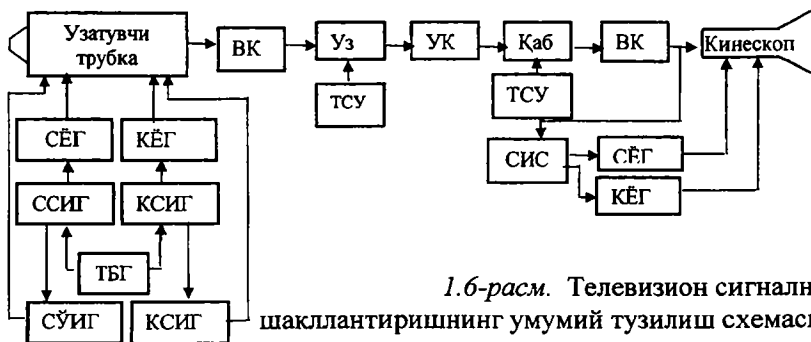 Узатувчи
трубка
ВК
Уз
УК
Қаб
ВК
Кинескоп
ТСУ
ТСУ
СЁГ
КЁГ
СИС
СЁГ
КЁГ
ССИГ
КСИГ
ТБГ
СЎИГ
КСИГ
1.6-расм. Телевизион сигални
шакллантиришнинг умумий тузилиш схемаси